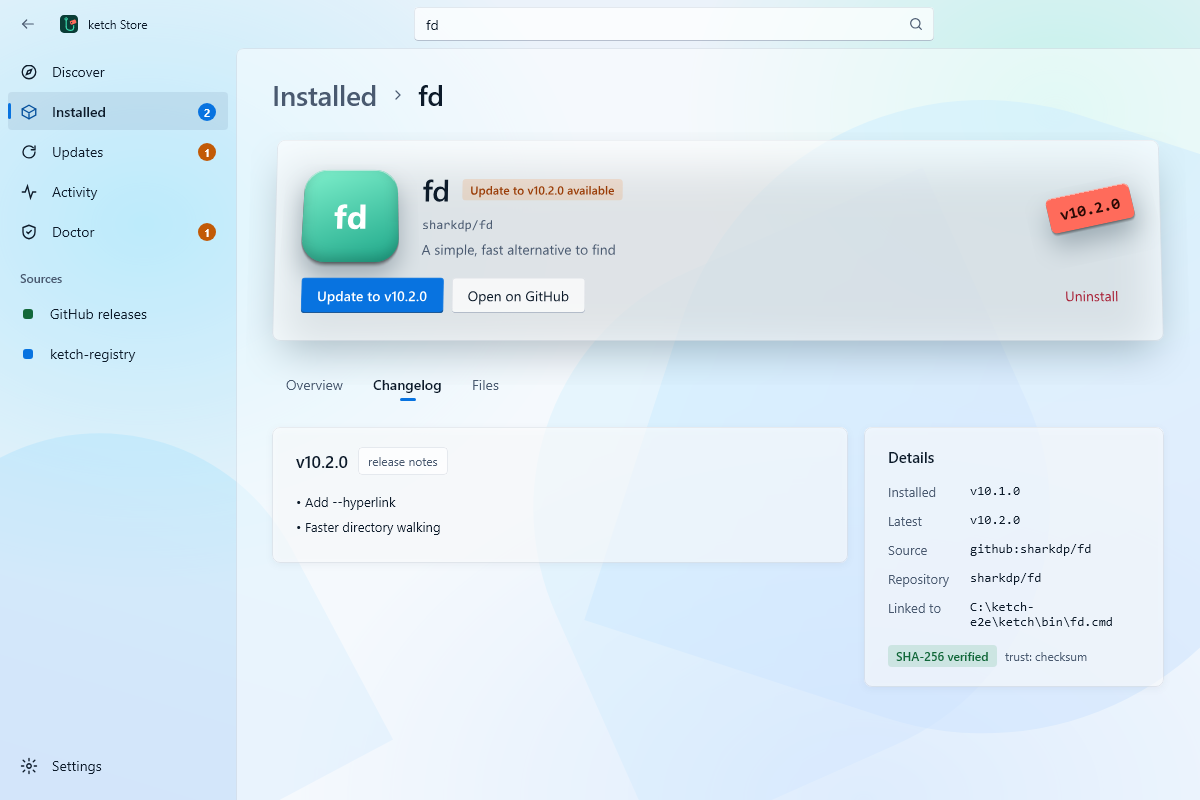 ketch Store
fd
Discover
Installed 2
Updates 1
Activity
Doctor 1
Sources
GitHub releases
ketch-registry
Settings
Installed > fd
fd
fd Update to v10.2.0 available
sharkdp/fd
A simple, fast alternative to find
v10.2.0
Update to v10.2.0 Open on GitHub Uninstall
Overview Changelog Files
v10.2.0 release notes
• Add --hyperlink
• Faster directory walking
Details
Installed v10.1.0
Latest v10.2.0
Source github:sharkdp/fd
Repository sharkdp/fd
Linked to C:\ketch-
e2e\ketch\bin\fd.cmd
SHA-256 verified trust: checksum